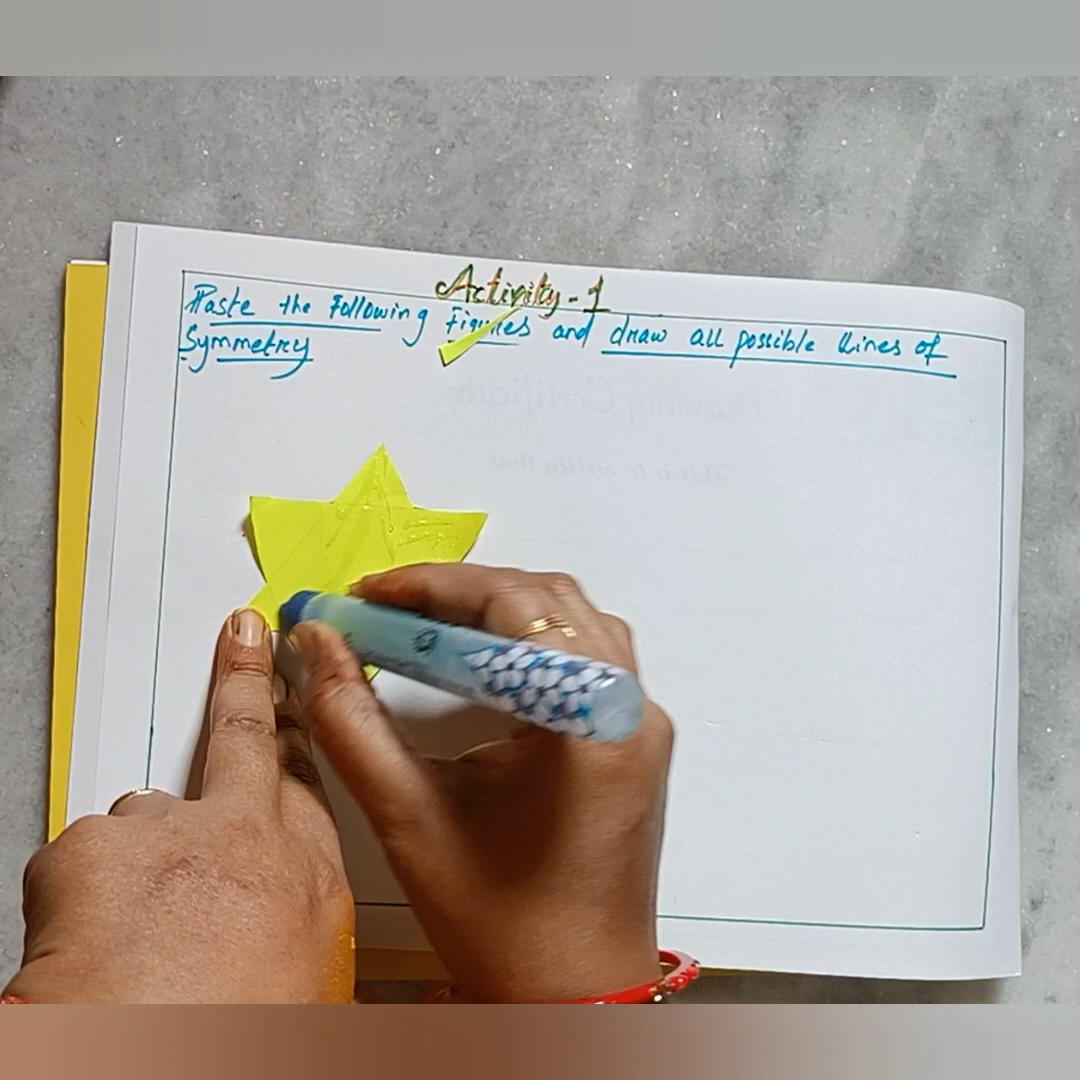 Activity-1
Paste the Following Figures and draw all possible Lines of
Symmetry